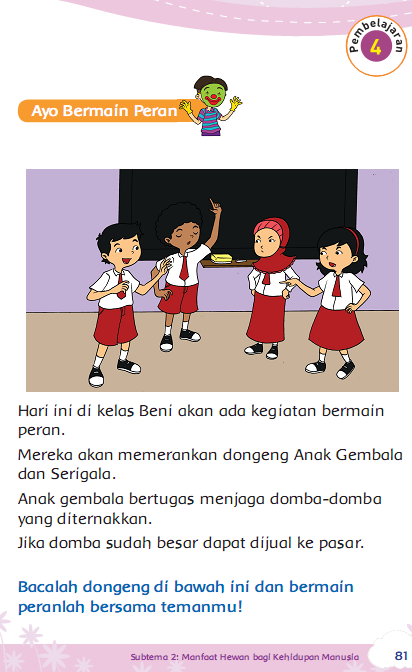 Pembelajaran
4
Ayo Bermain Peran
Hari ini di kelas Beni akan ada kegiatan bermain
peran.
Mereka akan memerankan dongeng Anak Gembala
dan Serigala.
Anak gembala bertugas menjaga domba-domba
yang diternakkan.
Jika domba sudah besar dapat dijual ke pasar.
Bacalah dongeng di bawah ini dan bermain
peranlah bersama temanmu!
Subtema 2: Manfaat Hewan bagi Kehidupan Manusia
81